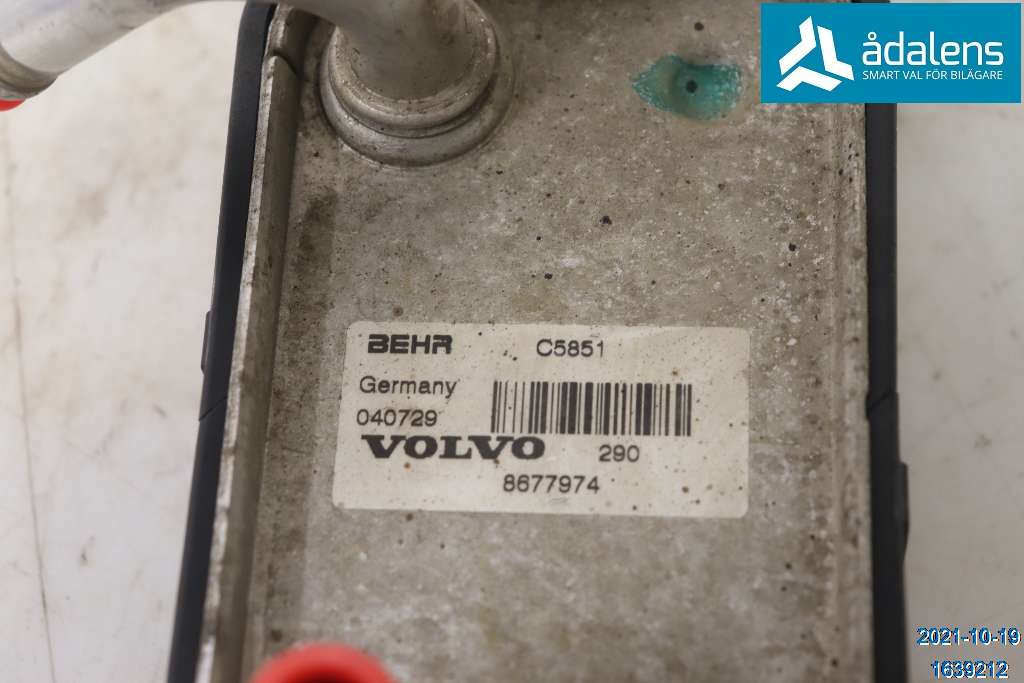 ådalens
SMART VAL FÖR BILÄGARE
BEHR C5851
Germany
040729
VOLVO 290
8677974
2021-10-19
1639212